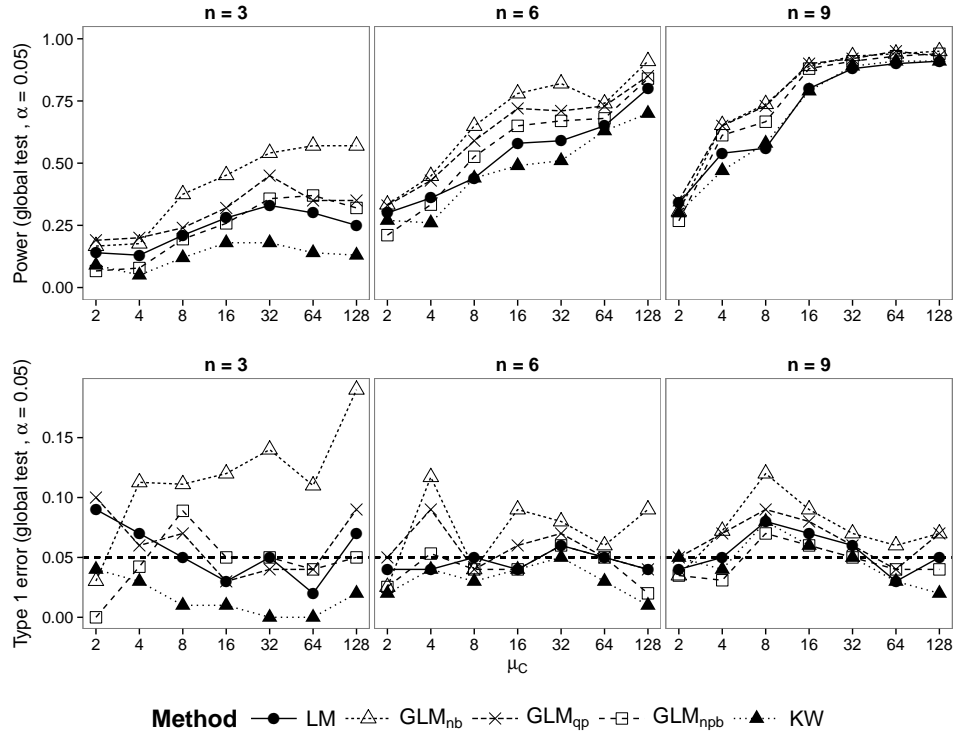 n = 3
n = 6
n = 9
Power (global test , α = 0.05)
1.00
0.75
0.50
0.25
0.00
2 4 8 16 32 64 128
2 4 8 16 32 64 128
2 4 8 16 32 64 128
n = 3
n = 6
n = 9
Type 1 error (global test , α = 0.05)
0.15
0.10
0.05
0.00
2 4 8 16 32 64 128
2 4 8 16 32 64 128
2 4 8 16 32 64 128
μC
Method LM GLMnb GLMqp GLMnpb KW